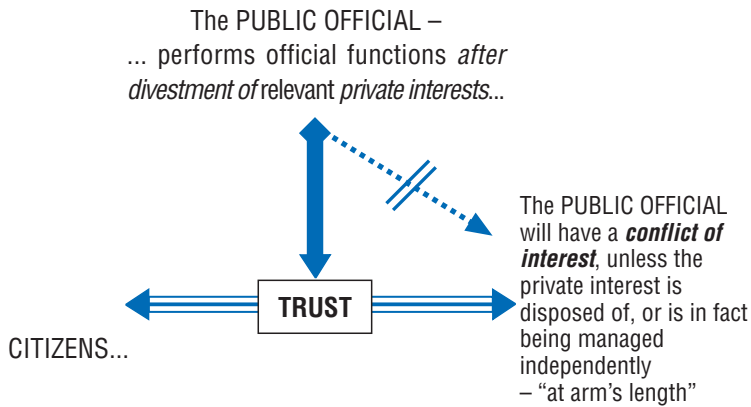 The PUBLIC OFFICIAL –
... performs official functions after
divestment of relevant private interests...
TRUST
CITIZENS...
The PUBLIC OFFICIAL
will have a conflict of
interest, unless the
private interest is
disposed of, or is in fact
being managed
independently
– “at arm’s length”